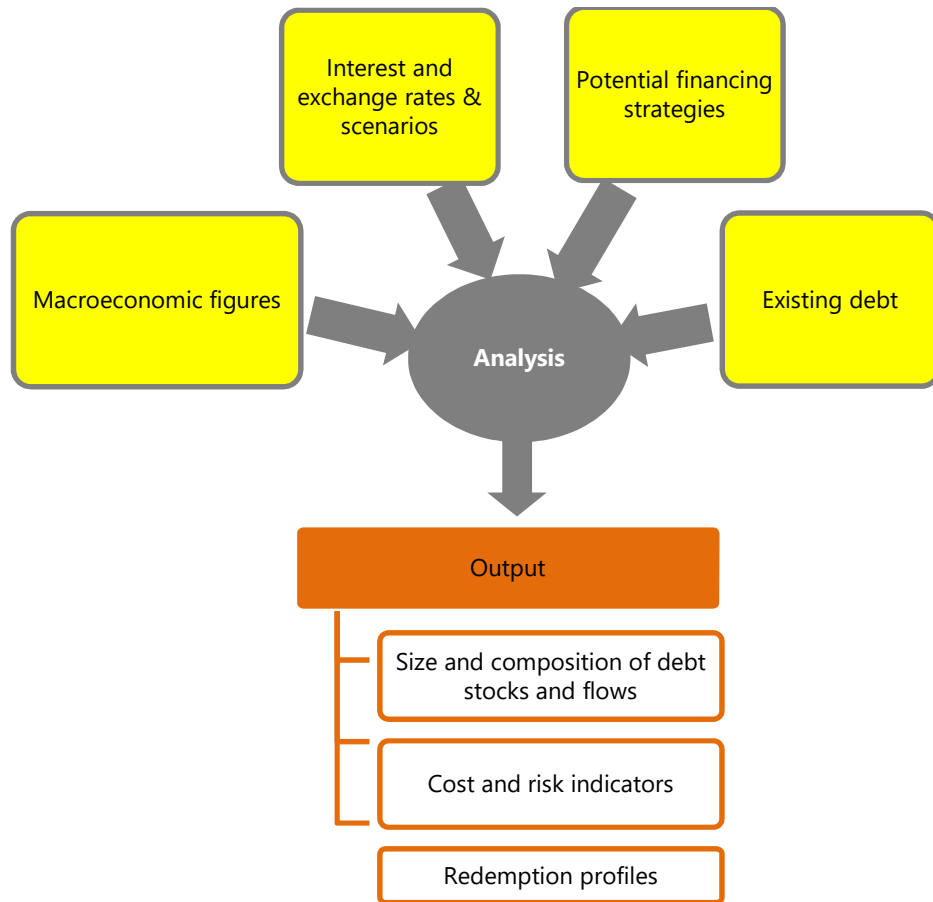 Interest and
exchange rates &
scenarios
Potential financing
strategies
Macroeconomic figures
Existing debt
Analysis
Output
Size and composition of debt
stocks and flows
Cost and risk indicators
Redemption profiles